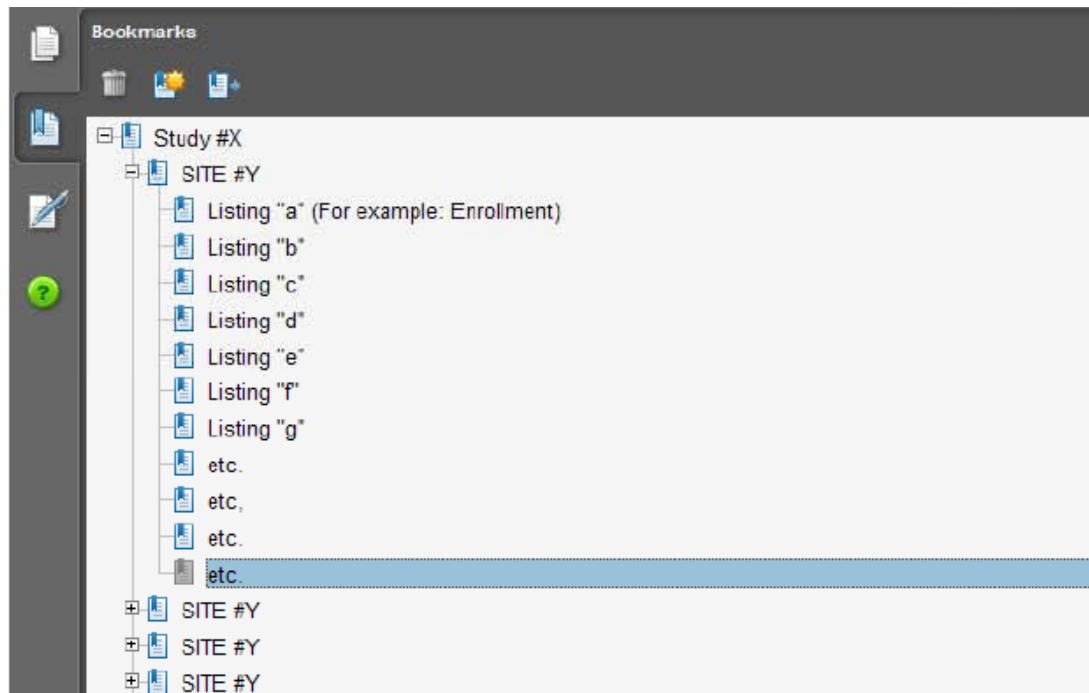 Bookmarks
Study #X
SITE #Y
Listing "a" (For example: Enrollment)
Listing "b"
Listing "c"
Listing "d"
Listing "e"
Listing "f"
Listing "g"
etc.
etc,
etc.
etc.
SITE #Y
SITE #Y
SITE #Y